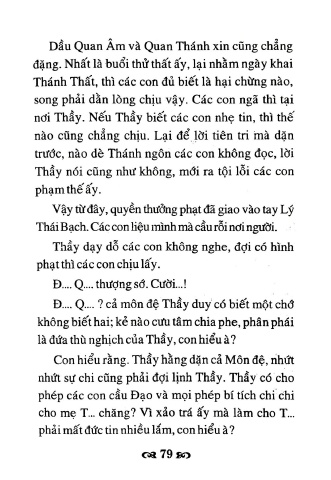 Dầu Quan Âm và Quan Thánh xin cũng chẳng
đặng. Nhất là buổi thử thất ấy, lại nhằm ngày khai
Thánh Thất, thì các con đủ biết là hại chừng nào,
song phải dằn lòng chịu vậy. Các con ngã thì tại
nơi Thầy. Nếu Thầy biết các con nhẹ tin, thì thế
nào cũng chẳng chịu. Lại để lời tiên tri mà dặn
trước, nào dè Thánh ngôn các con không đọc, lời
Thầy nói cũng như không, mới ra tội lỗi các con
phạm thế ấy.
Vậy từ đây, quyền thưởng phạt đã giao vào tay Lý
Thái Bạch. Các con liệu mình mà cầu rỗi nơi người.
Thầy dạy dỗ các con không nghe, đợi có hình
phạt thì các con chịu lấy.
Đ.... Q.... thượng sớ. Cười...!
Đ.... Q.... ? cả môn đệ Thầy duy có biết một chớ
không biết hai; kẻ nào cưu tâm chia phe, phân phái
là đứa thù nghịch của Thầy, con hiểu à?
Con hiểu rằng. Thầy hằng dặn cả Môn đệ, nhứt
nhứt sự chi cũng phải đợi lịnh Thầy. Thầy có cho
phép các con cầu Đạo và mọi phép bí tích chi chi
cho mẹ T... chăng? Vì xảo trá ấy mà làm cho T...
phải mất đức tin nhiều lắm, con hiểu à?
79